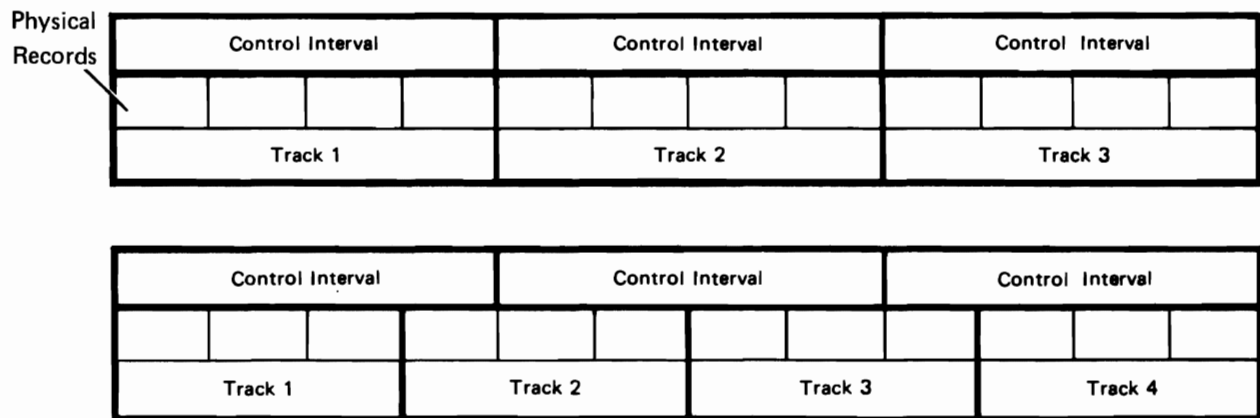 Physical
Records
Control Interval Control Interval Control Interval
Track 1 Track 2 Track 3
Control Interval Control Interval Control Interval
Track 1 Track 2 Track 3 Track 4